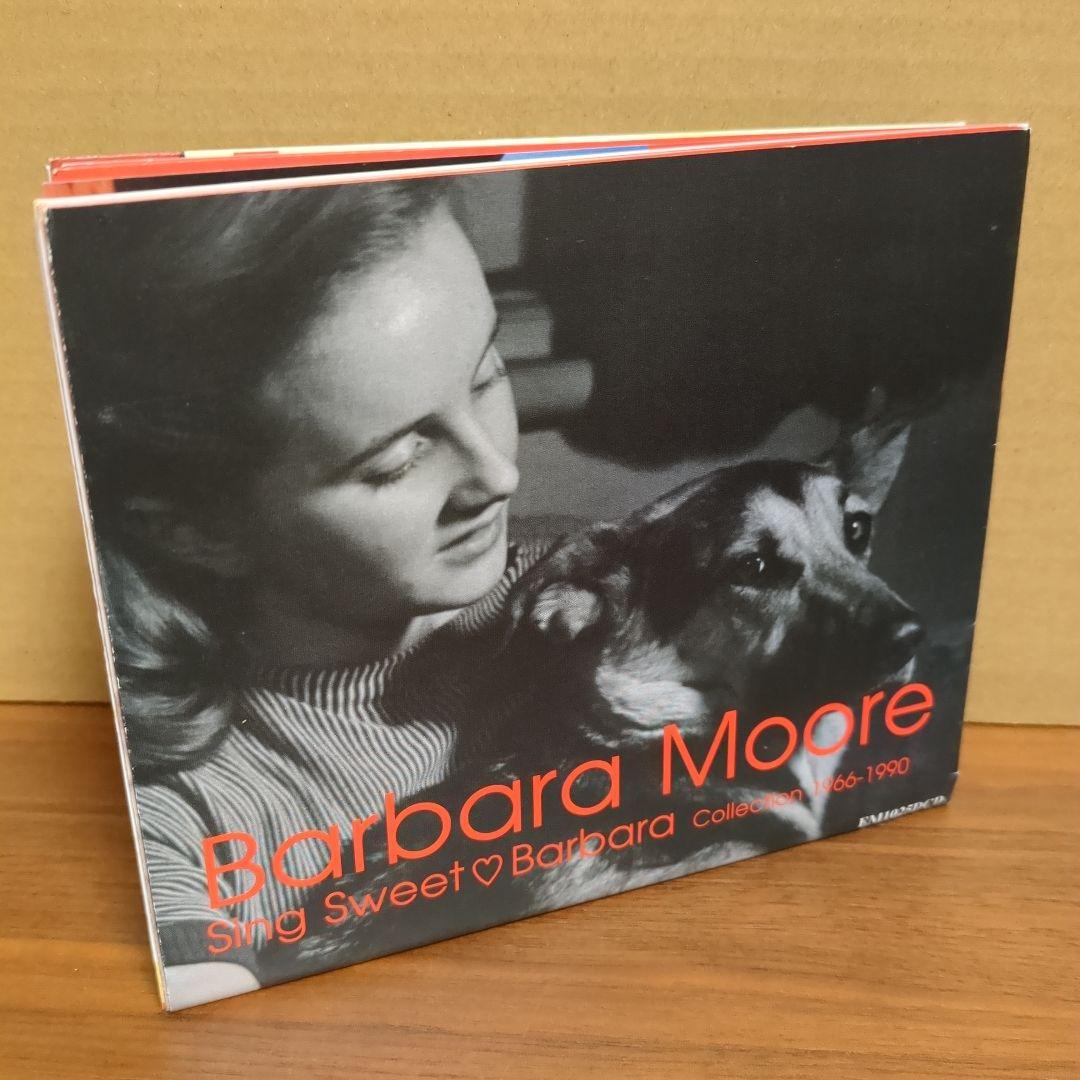 Barbara Moore
Sing Sweet♡Barbara Collection 1966-1990
EM1025DCD